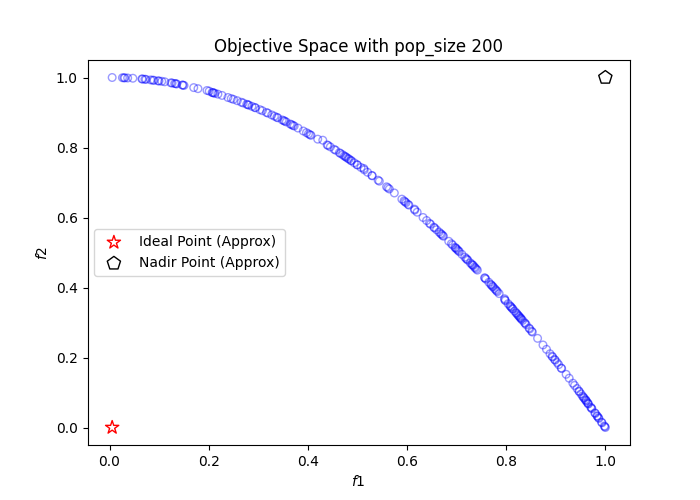 Objective Space with pop_size 200
1.0
0.8
0.6
0.4
0.2
0.0
f2
Ideal Point (Approx)
Nadir Point (Approx)
0.0 0.2 0.4 0.6 0.8 1.0
f1